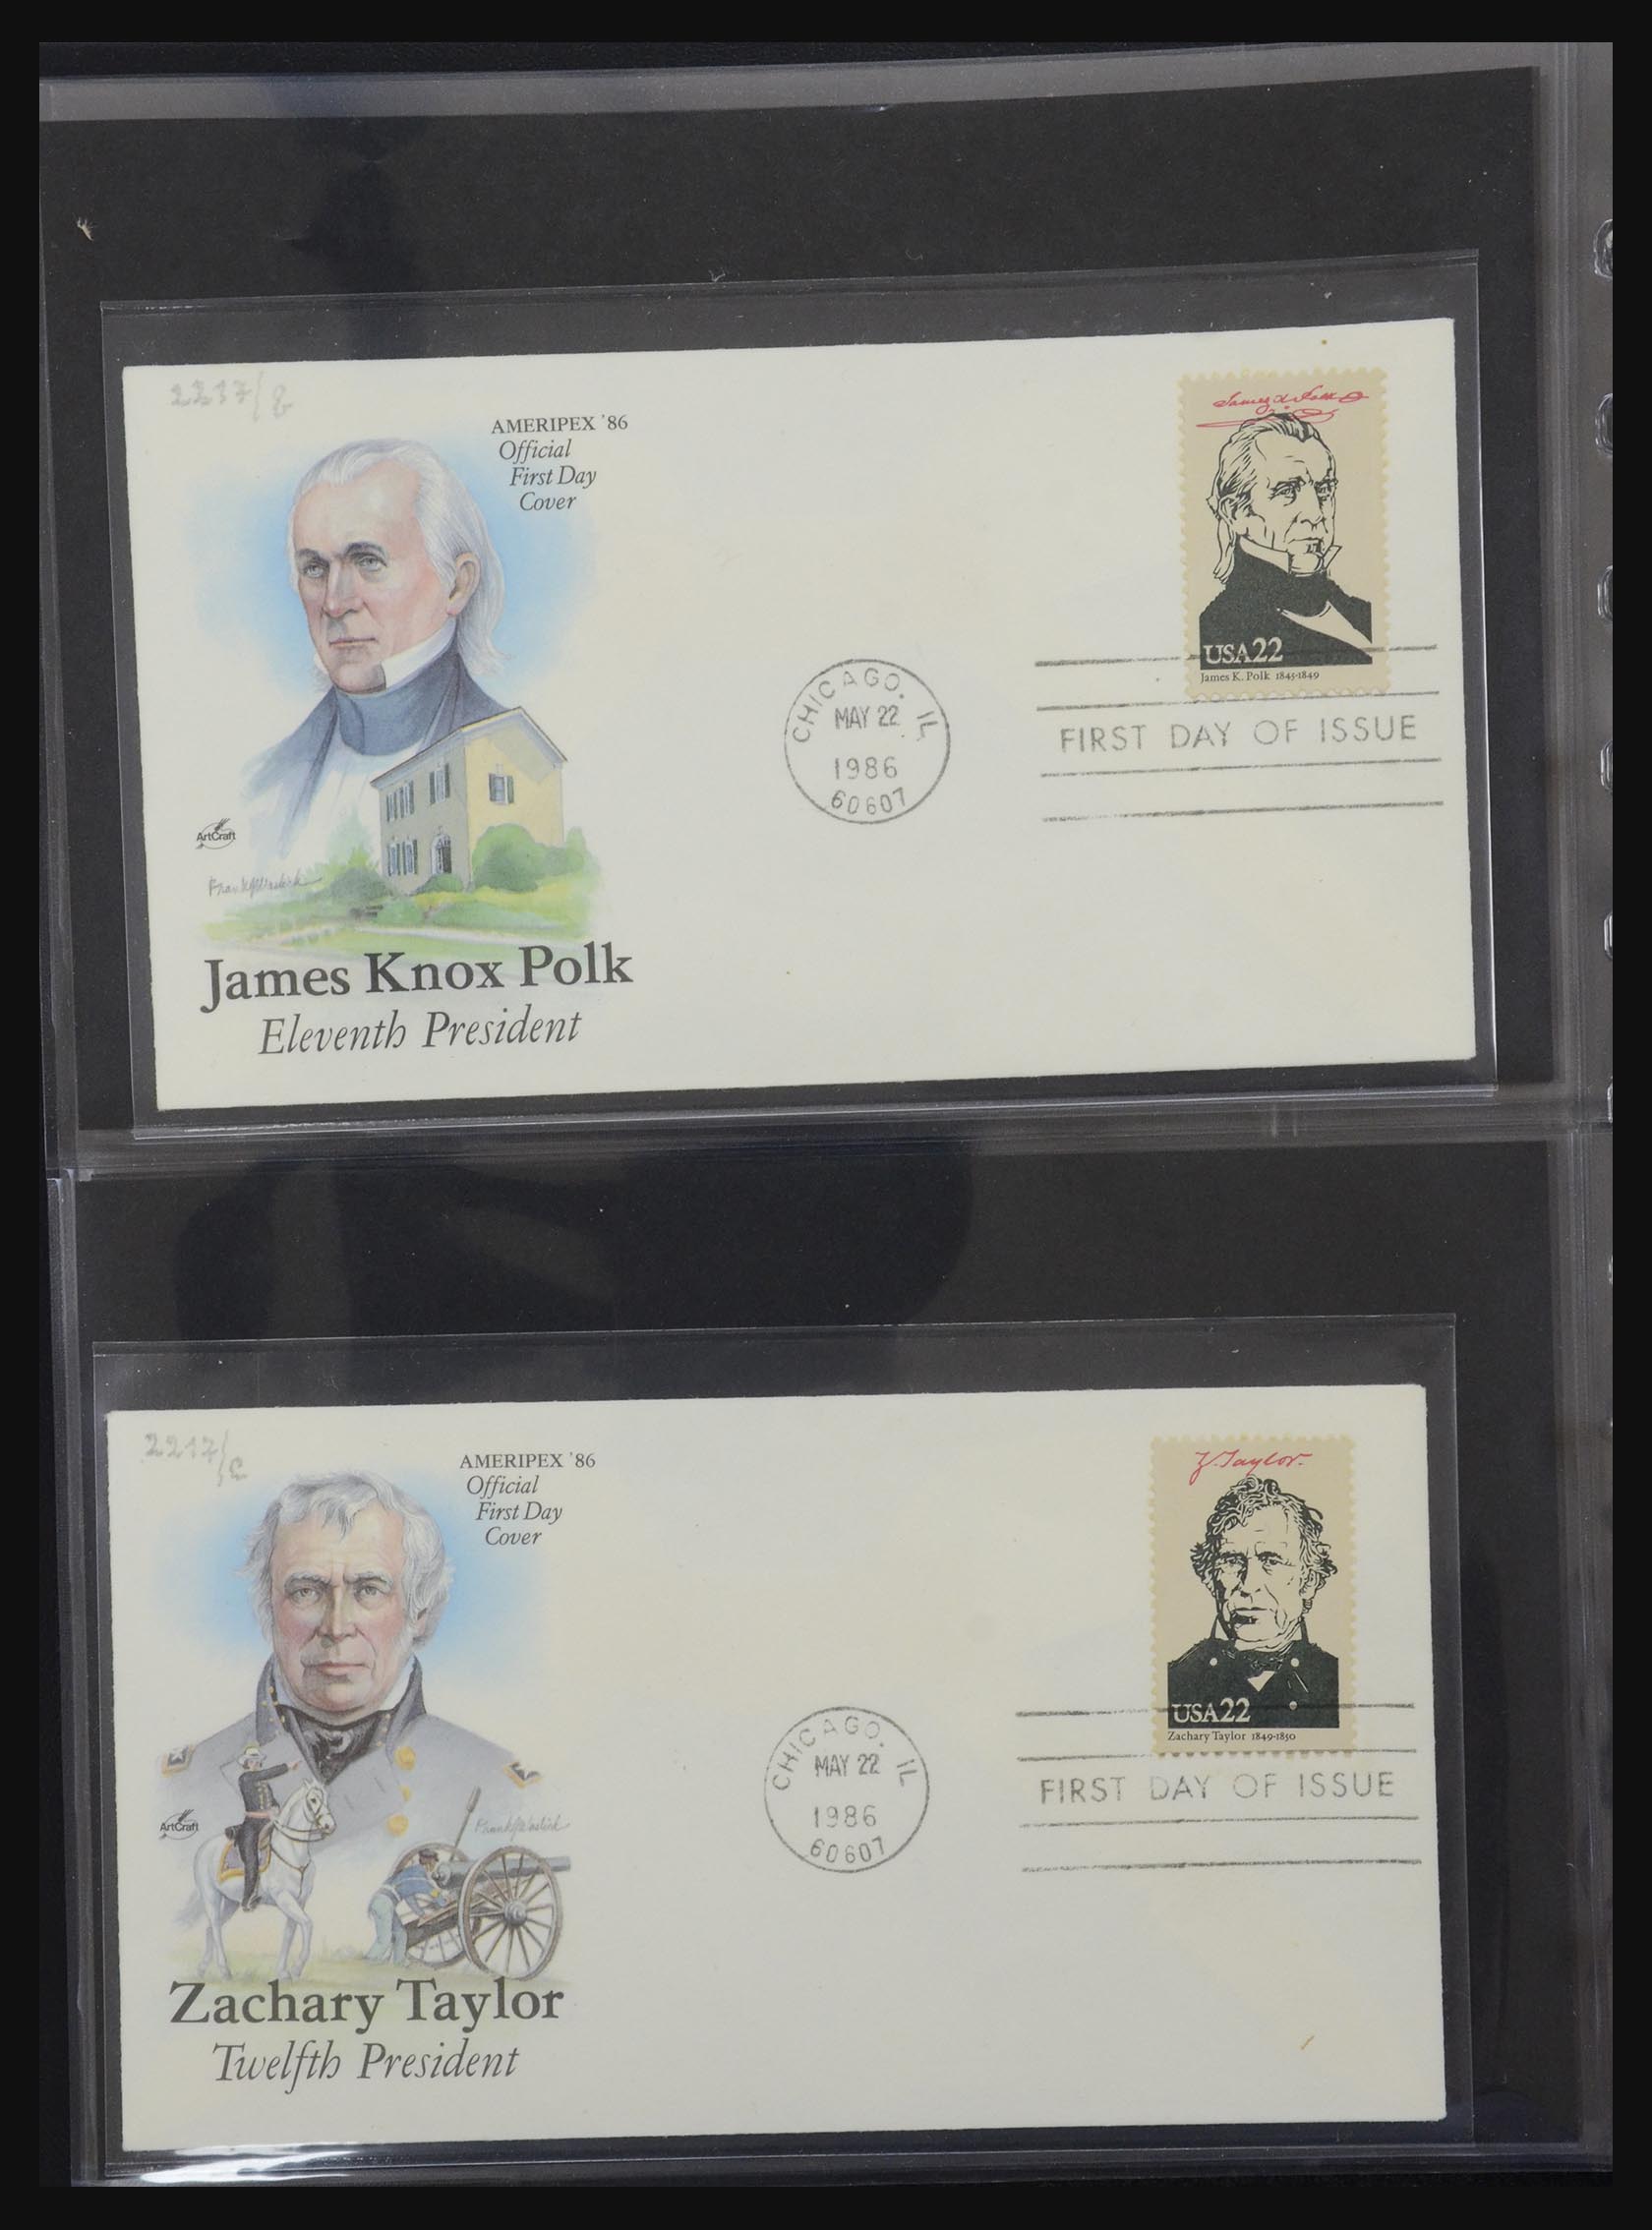 2217/b
AMERIPEX '86
Official
First Day
Cover
James K. Polk
USA22
James K. Polk 1845-1849
CHICAGO, IL
MAY 22
1986
60607
FIRST DAY OF ISSUE
ArtCraft
James Knox Polk
Eleventh President
2217/c
AMERIPEX '86
Official
First Day
Cover
Z. Taylor.
USA22
Zachary Taylor 1849-1850
CHICAGO, IL
MAY 22
1986
60607
FIRST DAY OF ISSUE
ArtCraft
Zachary Taylor
Twelfth President